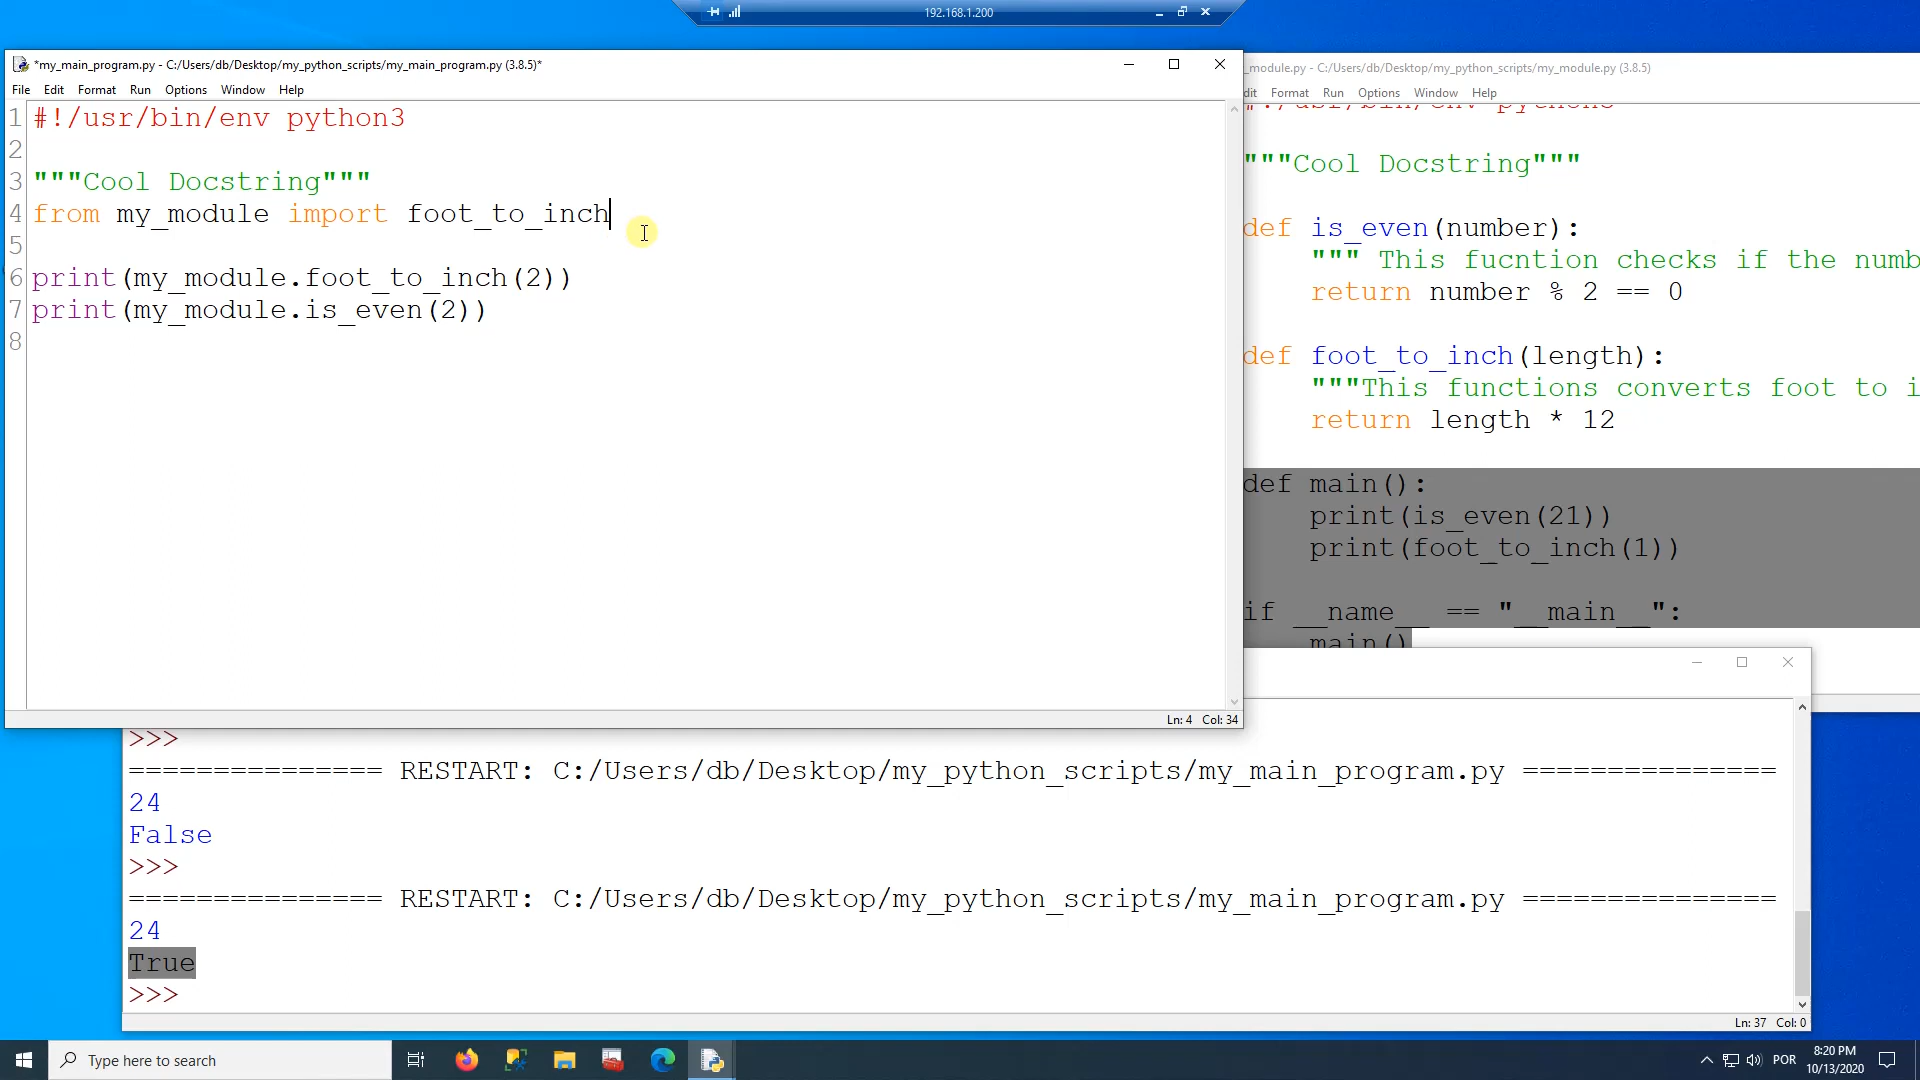 192.168.1.200
*my_main_program.py - C:/Users/db/Desktop/my_python_scripts/my_main_program.py (3.8.5)*
File Edit Format Run Options Window Help
1 #!/usr/bin/env python3
2
3 """Cool Docstring"""
4 from my_module import foot_to_inch
5
6 print(my_module.foot_to_inch(2))
7 print(my_module.is_even(2))
8
Ln: 4 Col: 34
_module.py - C:/Users/db/Desktop/my_python_scripts/my_module.py (3.8.5)
dit Format Run Options Window Help
#!/usr/bin/env python3
"""Cool Docstring"""
def is_even(number):
""" This fucntion checks if the numb
return number % 2 == 0
def foot_to_inch(length):
"""This functions converts foot to i
return length * 12
def main():
print(is_even(21))
print(foot_to_inch(1))
if __name__ == "__main__":
main()
>>>
=============== RESTART: C:/Users/db/Desktop/my_python_scripts/my_main_program.py ===============
24
False
>>>
=============== RESTART: C:/Users/db/Desktop/my_python_scripts/my_main_program.py ===============
24
True
>>>
Ln: 37 Col: 0
Type here to search
POR
8:20 PM
10/13/2020